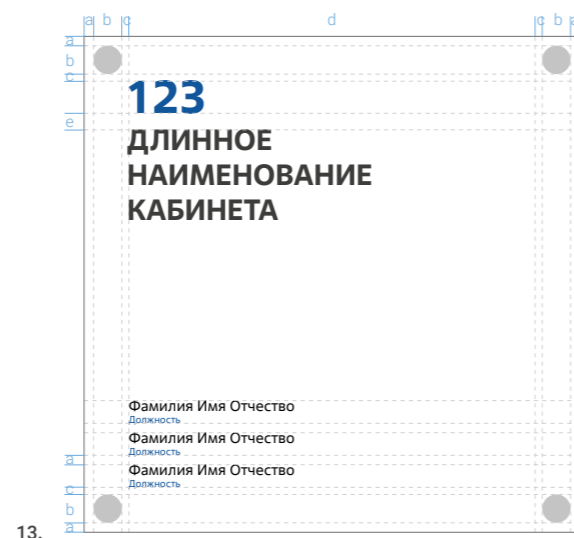 a b c d c b a
a
b
c
123
e
ДЛИННОЕ
НАИМЕНОВАНИЕ
КАБИНЕТА
Фамилия Имя Отчество
Должность
Фамилия Имя Отчество
Должность
a
Фамилия Имя Отчество
Должность
c
b
a
13.